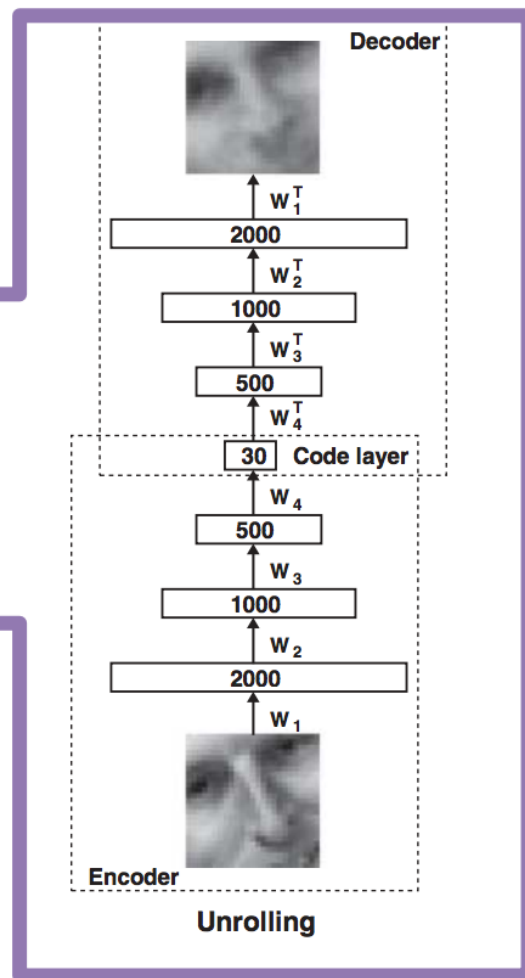 Decoder
W₁ᵀ
2000
W₂ᵀ
1000
W₃ᵀ
500
W₄ᵀ
30 Code layer
W₄
500
W₃
1000
W₂
2000
W₁
Encoder
Unrolling